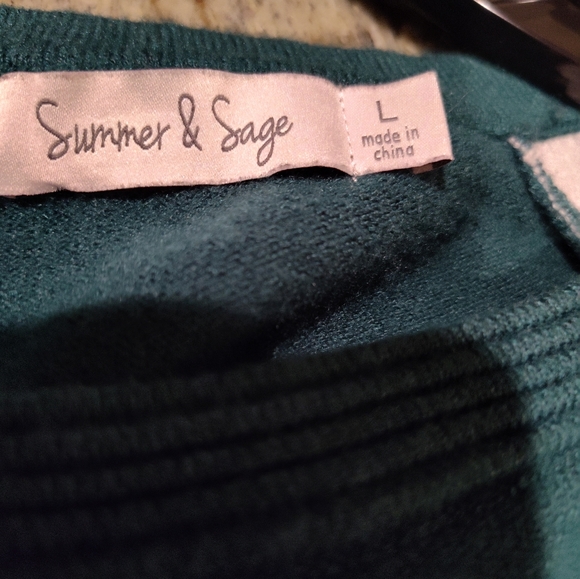 Summer & Sage
L
made in
china